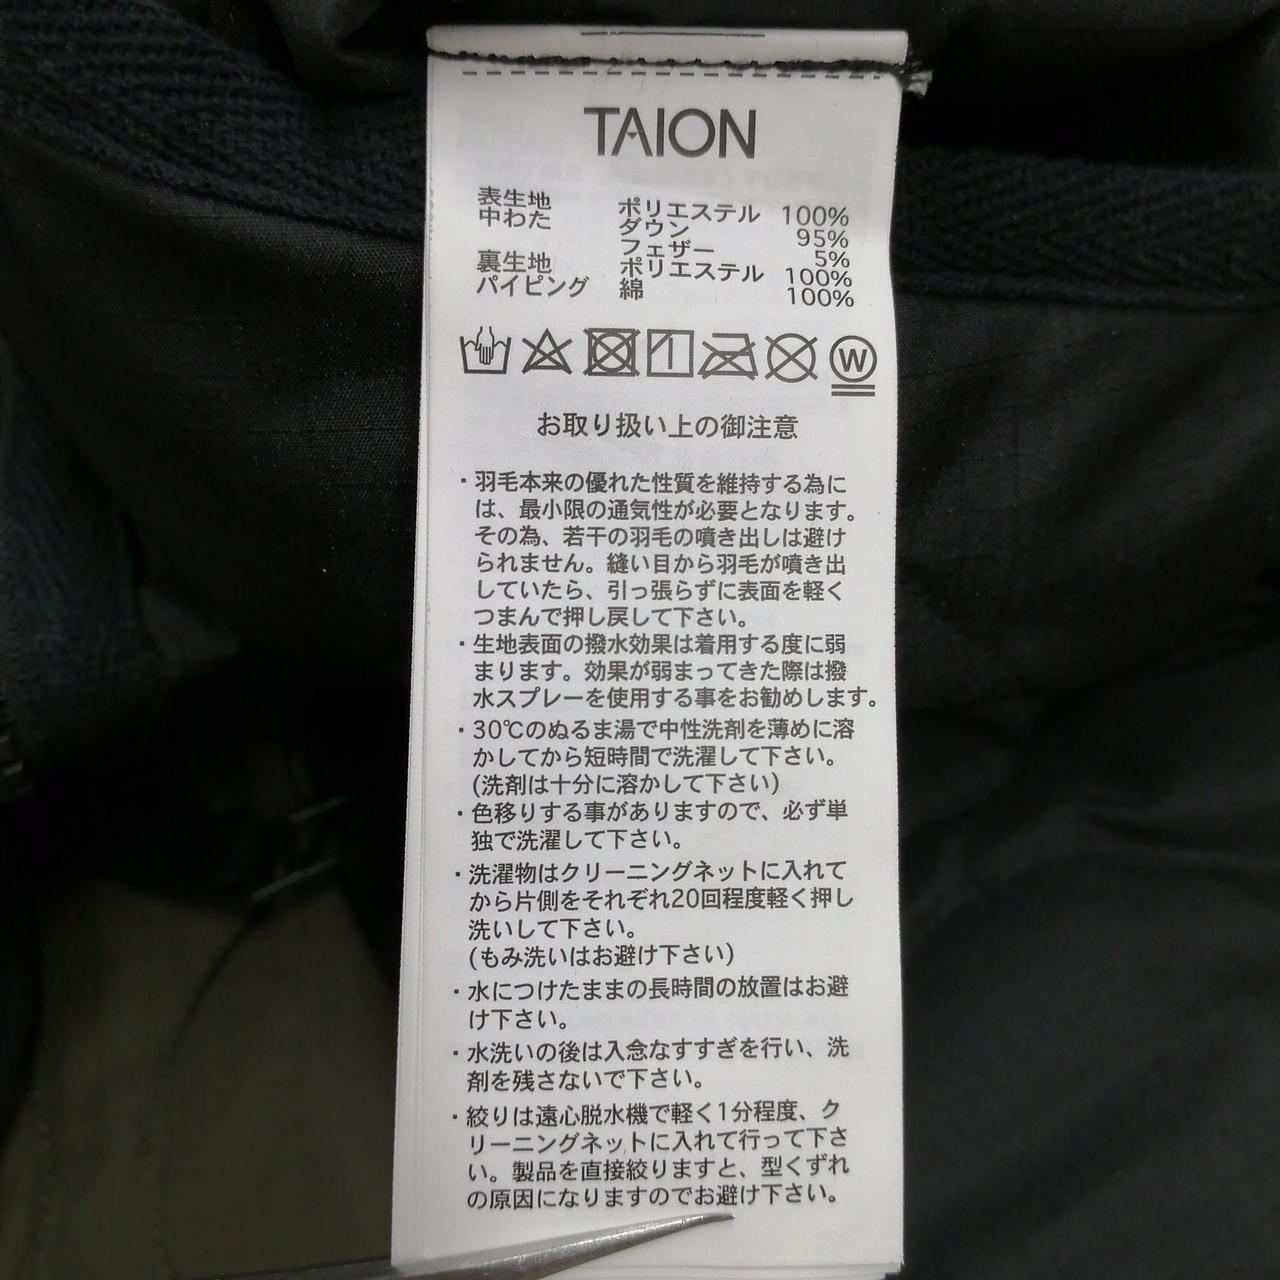 TAION
表生地 ポリエステル 100%
中わた ダウン 95%
フェザー 5%
裏生地 ポリエステル 100%
パイピング 綿 100%
W
お取り扱い上の御注意
・羽毛本来の優れた性質を維持する為に
は、最小限の通気性が必要となります。
その為、若干の羽毛の噴き出しは避け
られません。縫い目から羽毛が噴き出
していたら、引っ張らずに表面を軽く
つまんで押し戻して下さい。
・生地表面の撥水効果は着用する度に弱
まります。効果が弱まってきた際は撥
水スプレーを使用する事をお勧めします。
・30℃のぬるま湯で中性洗剤を薄めに溶
かしてから短時間で洗濯して下さい。
(洗剤は十分に溶かして下さい)
・色移りする事がありますので、必ず単
独で洗濯して下さい。
・洗濯物はクリーニングネットに入れて
から片側をそれぞれ20回程度軽く押し
洗いして下さい。
(もみ洗いはお避け下さい)
・水につけたままの長時間の放置はお避
け下さい。
・水洗いの後は入念なすすぎを行い、洗
剤を残さないで下さい。
・絞りは遠心脱水機で軽く1分程度、ク
リーニングネットに入れて行って下さ
い。製品を直接絞りますと、型くずれ
の原因になりますのでお避け下さい。